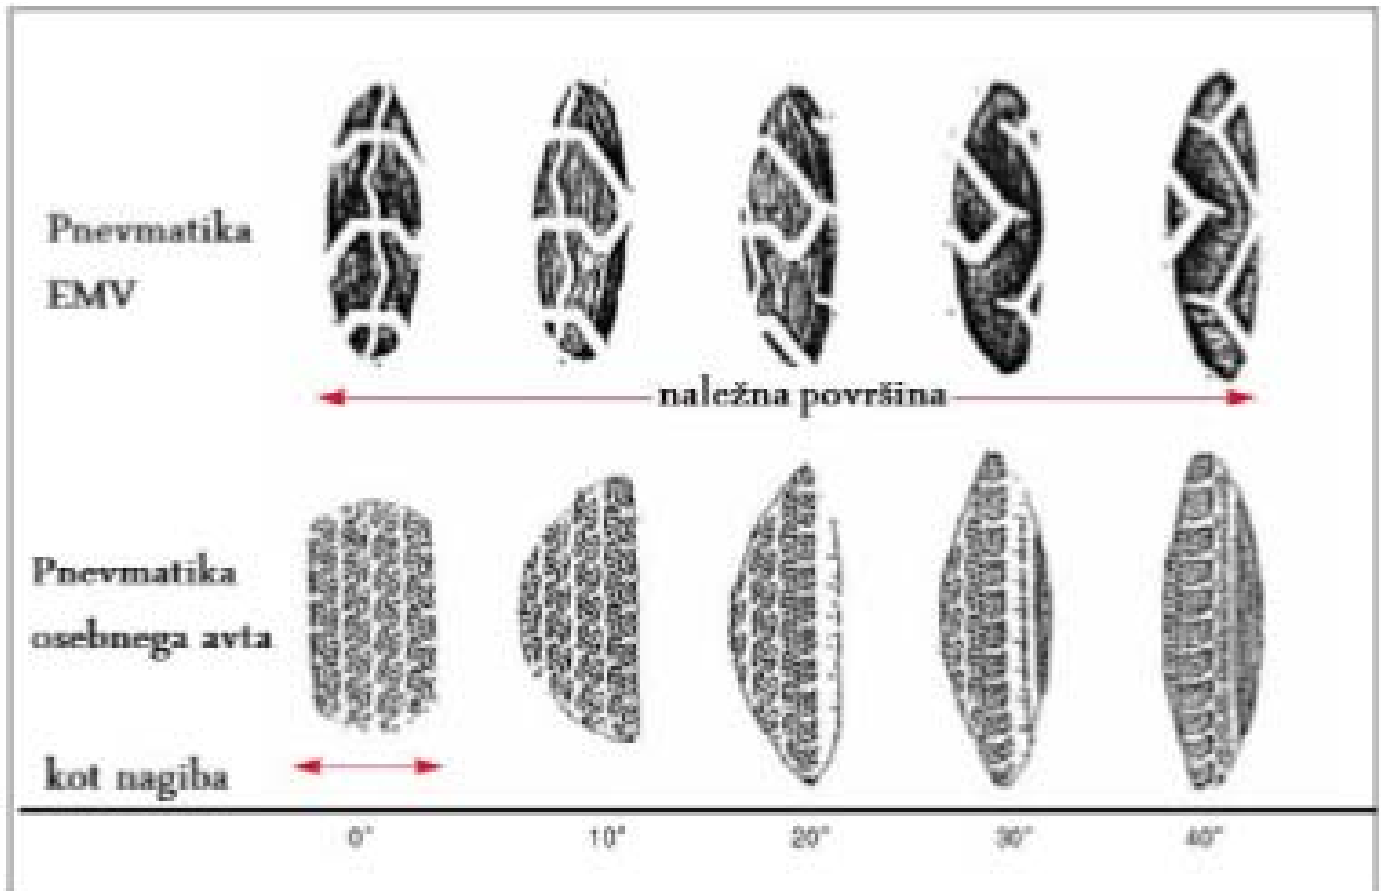 Pnevmatika
EMV
naležna površina
Pnevmatika
osebnega avta
kot nagiba
0° 10° 20° 30° 40°